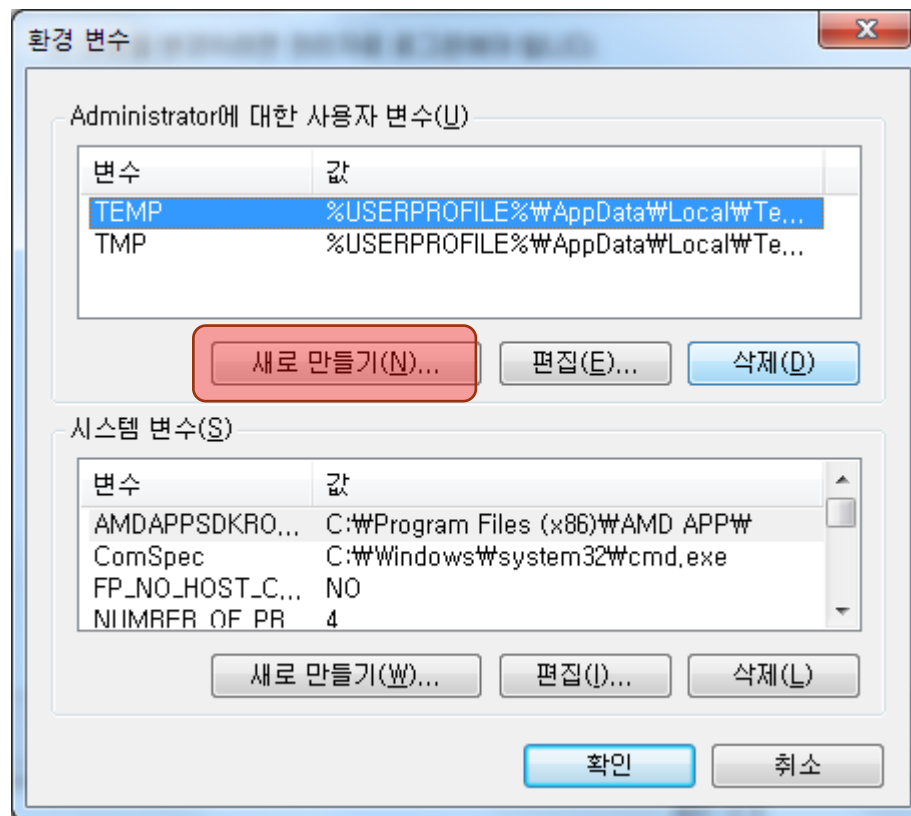 환경 변수
Administrator에 대한 사용자 변수(U)
변수 값
TEMP %USERPROFILE%₩AppData₩Local₩Te...
TMP %USERPROFILE%₩AppData₩Local₩Te...
새로 만들기(N)... 편집(E)... 삭제(D)
시스템 변수(S)
변수 값
AMDAPPSDKRO... C:₩Program Files (x86)₩AMD APP₩
ComSpec C:₩Windows₩system32₩cmd.exe
FP_NO_HOST_C... NO
NUMBER_OF_PR 4
새로 만들기(W)... 편집(I)... 삭제(L)
확인 취소